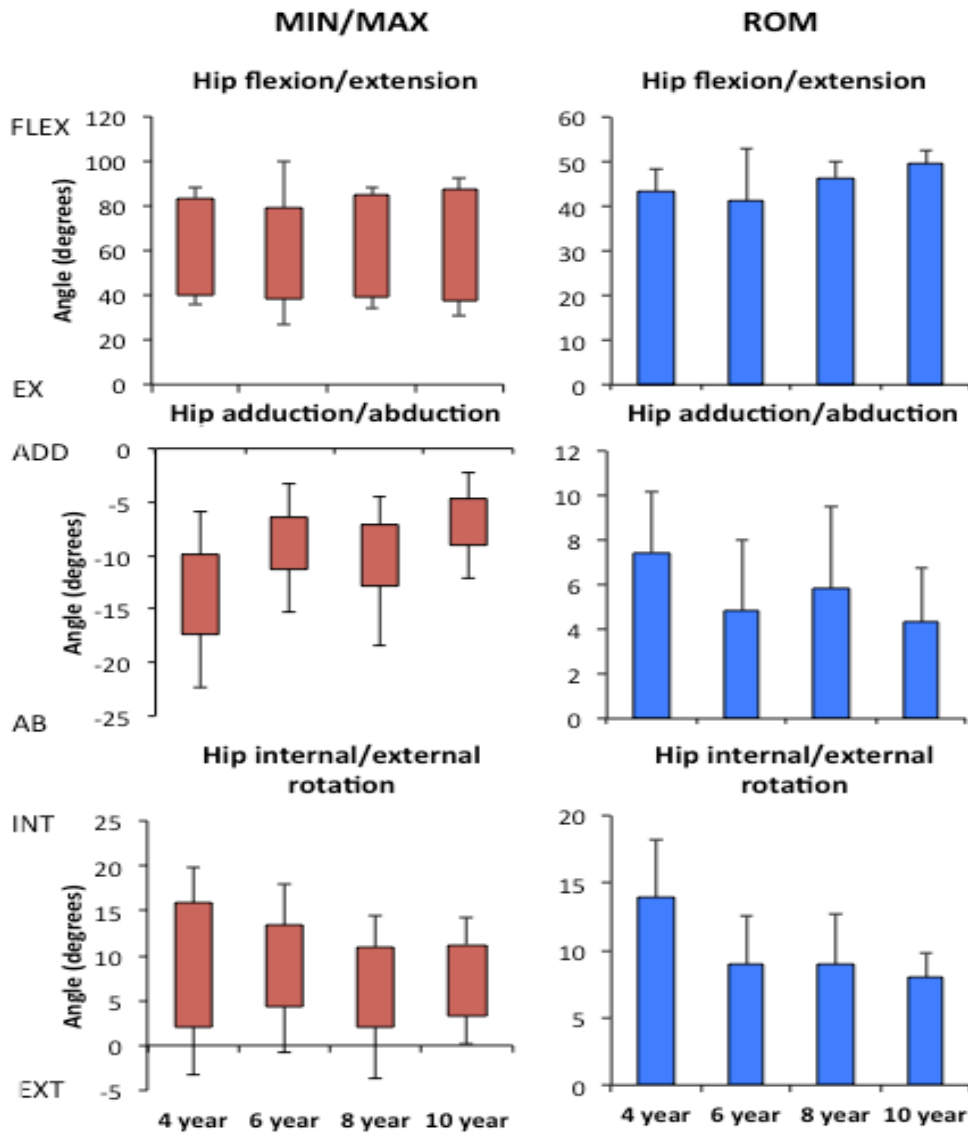 MIN/MAX
ROM
Hip flexion/extension
Hip flexion/extension
FLEX
120
100
80
60
40
20
0
Angle (degrees)
EX
60
50
40
30
20
10
0
Hip adduction/abduction
Hip adduction/abduction
ADD
0
-5
-10
-15
-20
-25
Angle (degrees)
AB
12
10
8
6
4
2
0
Hip internal/external
rotation
Hip internal/external
rotation
INT
25
20
15
10
5
0
-5
Angle (degrees)
EXT
4 year 6 year 8 year 10 year
20
15
10
5
0
4 year 6 year 8 year 10 year